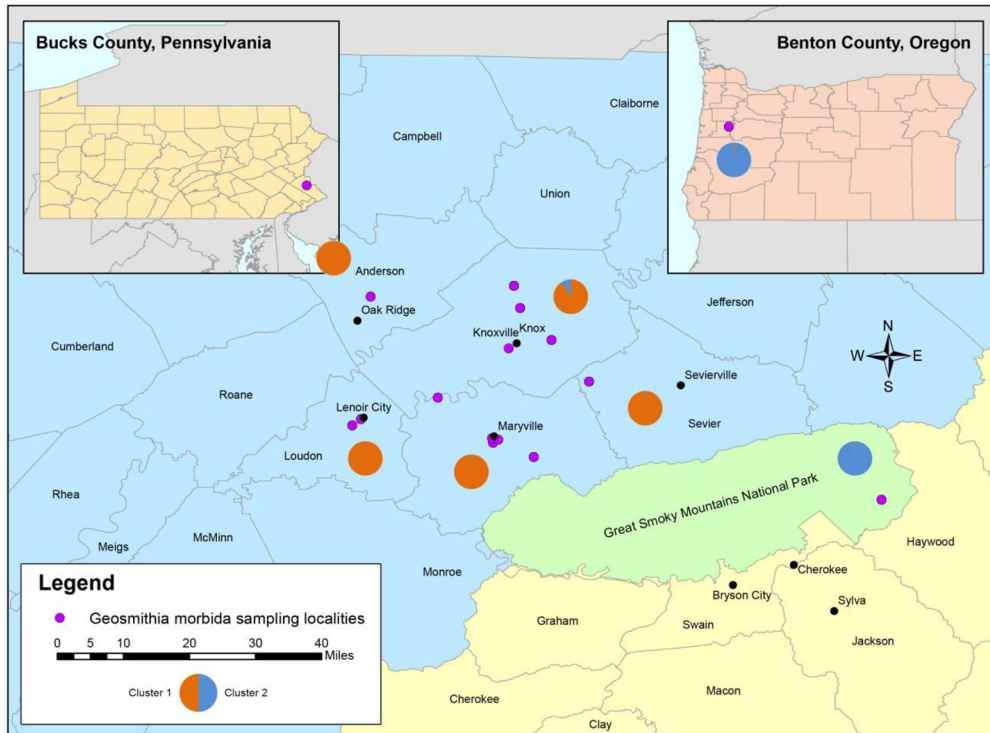 Bucks County, Pennsylvania
Benton County, Oregon
Claiborne
Campbell
Union
Anderson
Oak Ridge
Jefferson
Cumberland
Knoxville
Knox
N
W
E
S
Roane
Sevierville
Lenoir City
Maryville
Sevier
Loudon
Rhea
Great Smoky Mountains National Park
McMinn
Meigs
Haywood
Monroe
Cherokee
Bryson City
Sylva
Graham
Swain
Jackson
Macon
Cherokee
Clay
Legend
Geosmithia morbida sampling localities
0 5 10 20 30 40
Miles
Cluster 1
Cluster 2